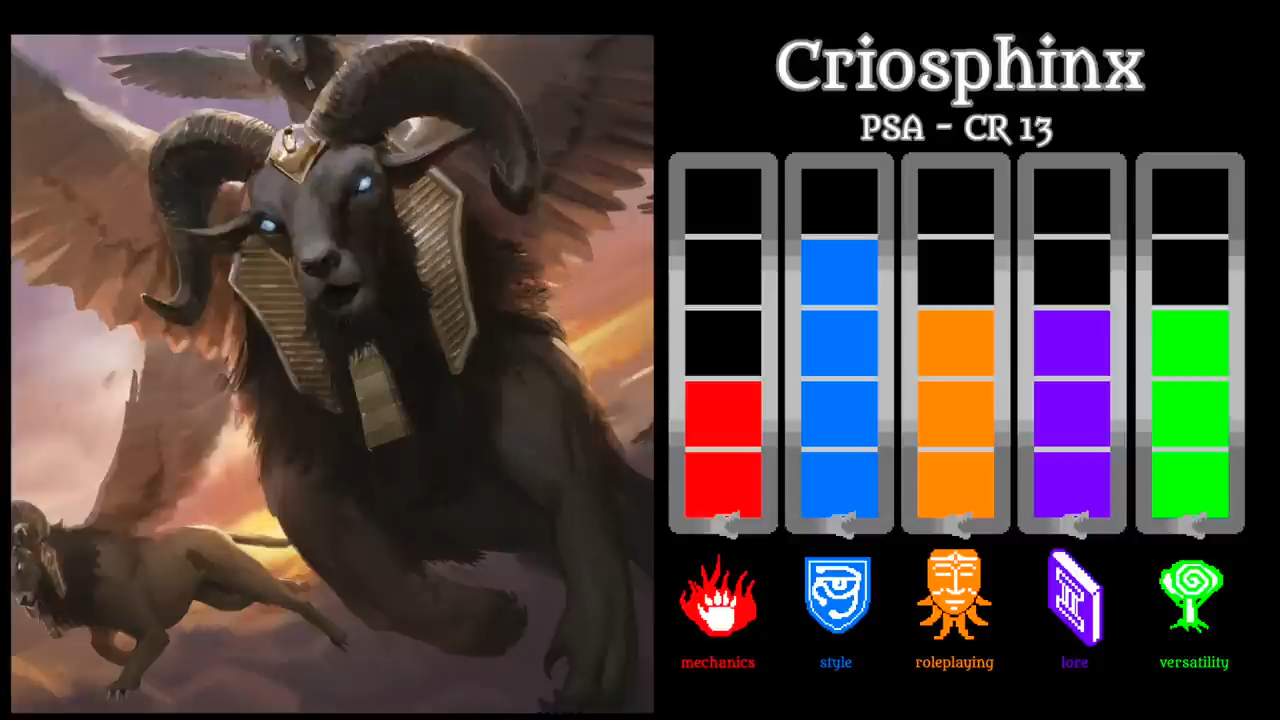 Criosphinx
PSA - CR 13
mechanics
style
roleplaying
lore
versatility